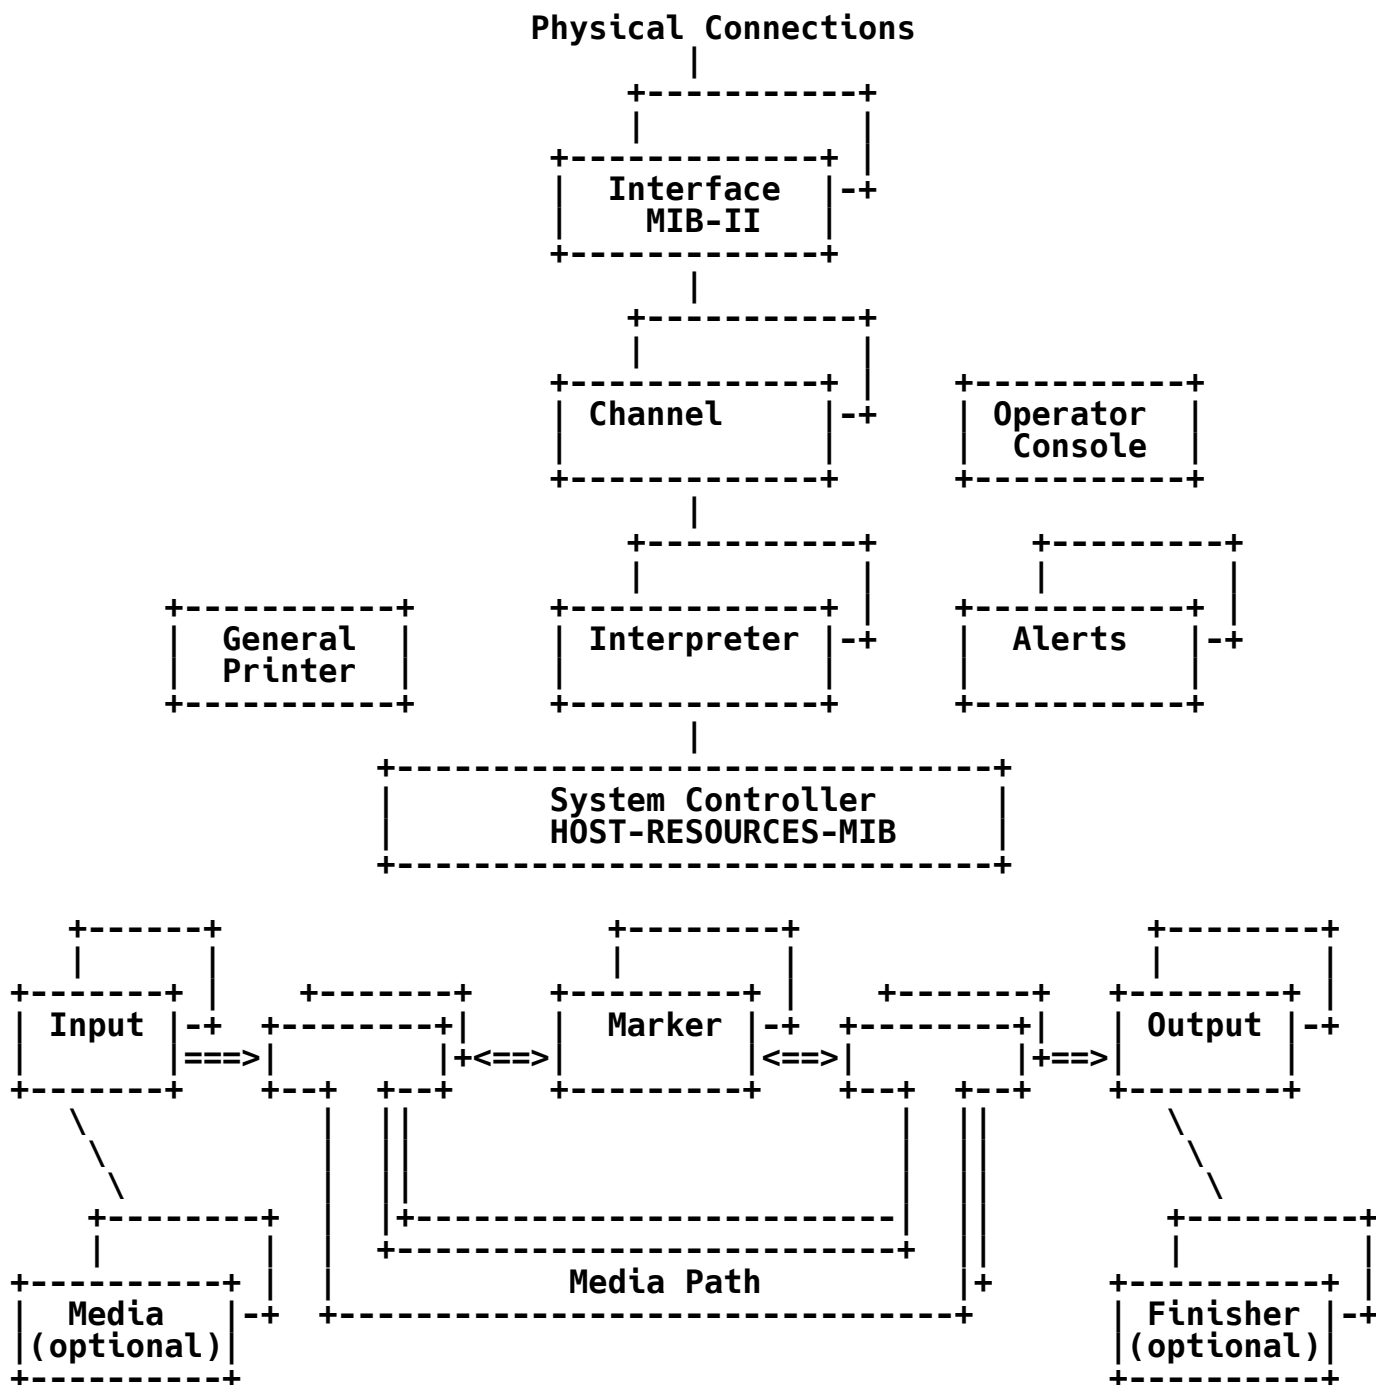 Physical Connections
Interface
MIB-II
Channel
Operator
Console
General
Printer
Interpreter
Alerts
System Controller
HOST-RESOURCES-MIB
Input
Marker
Output
Media Path
Media
(optional)
Finisher
(optional)